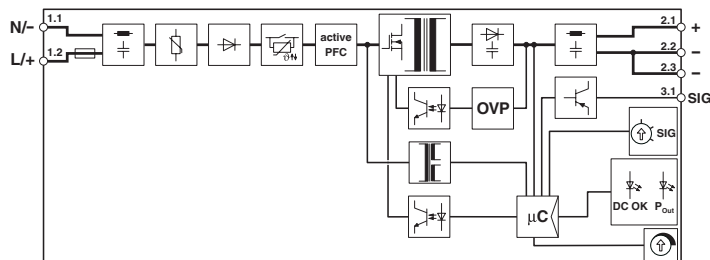 N/-
1.1
L/+
1.2
ϑ
active
PFC
OVP
μC
2.1
+
2.2
−
2.3
−
3.1
SIG
SIG
DC OK
POut